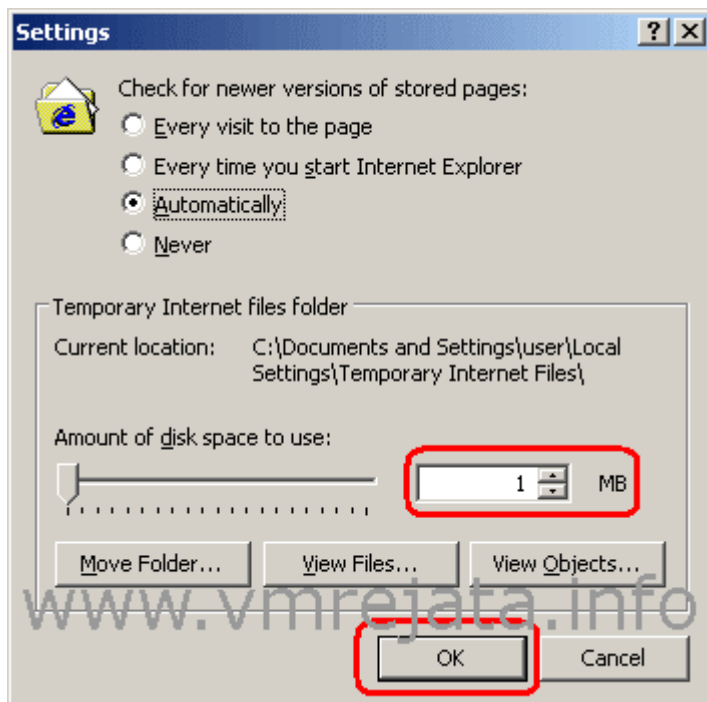 Settings
Check for newer versions of stored pages:
Every visit to the page
Every time you start Internet Explorer
Automatically
Never
Temporary Internet files folder
Current location: C:\Documents and Settings\user\Local
Settings\Temporary Internet Files\
Amount of disk space to use:
1 MB
Move Folder... View Files... View Objects...
www.vmrejata.info
OK Cancel